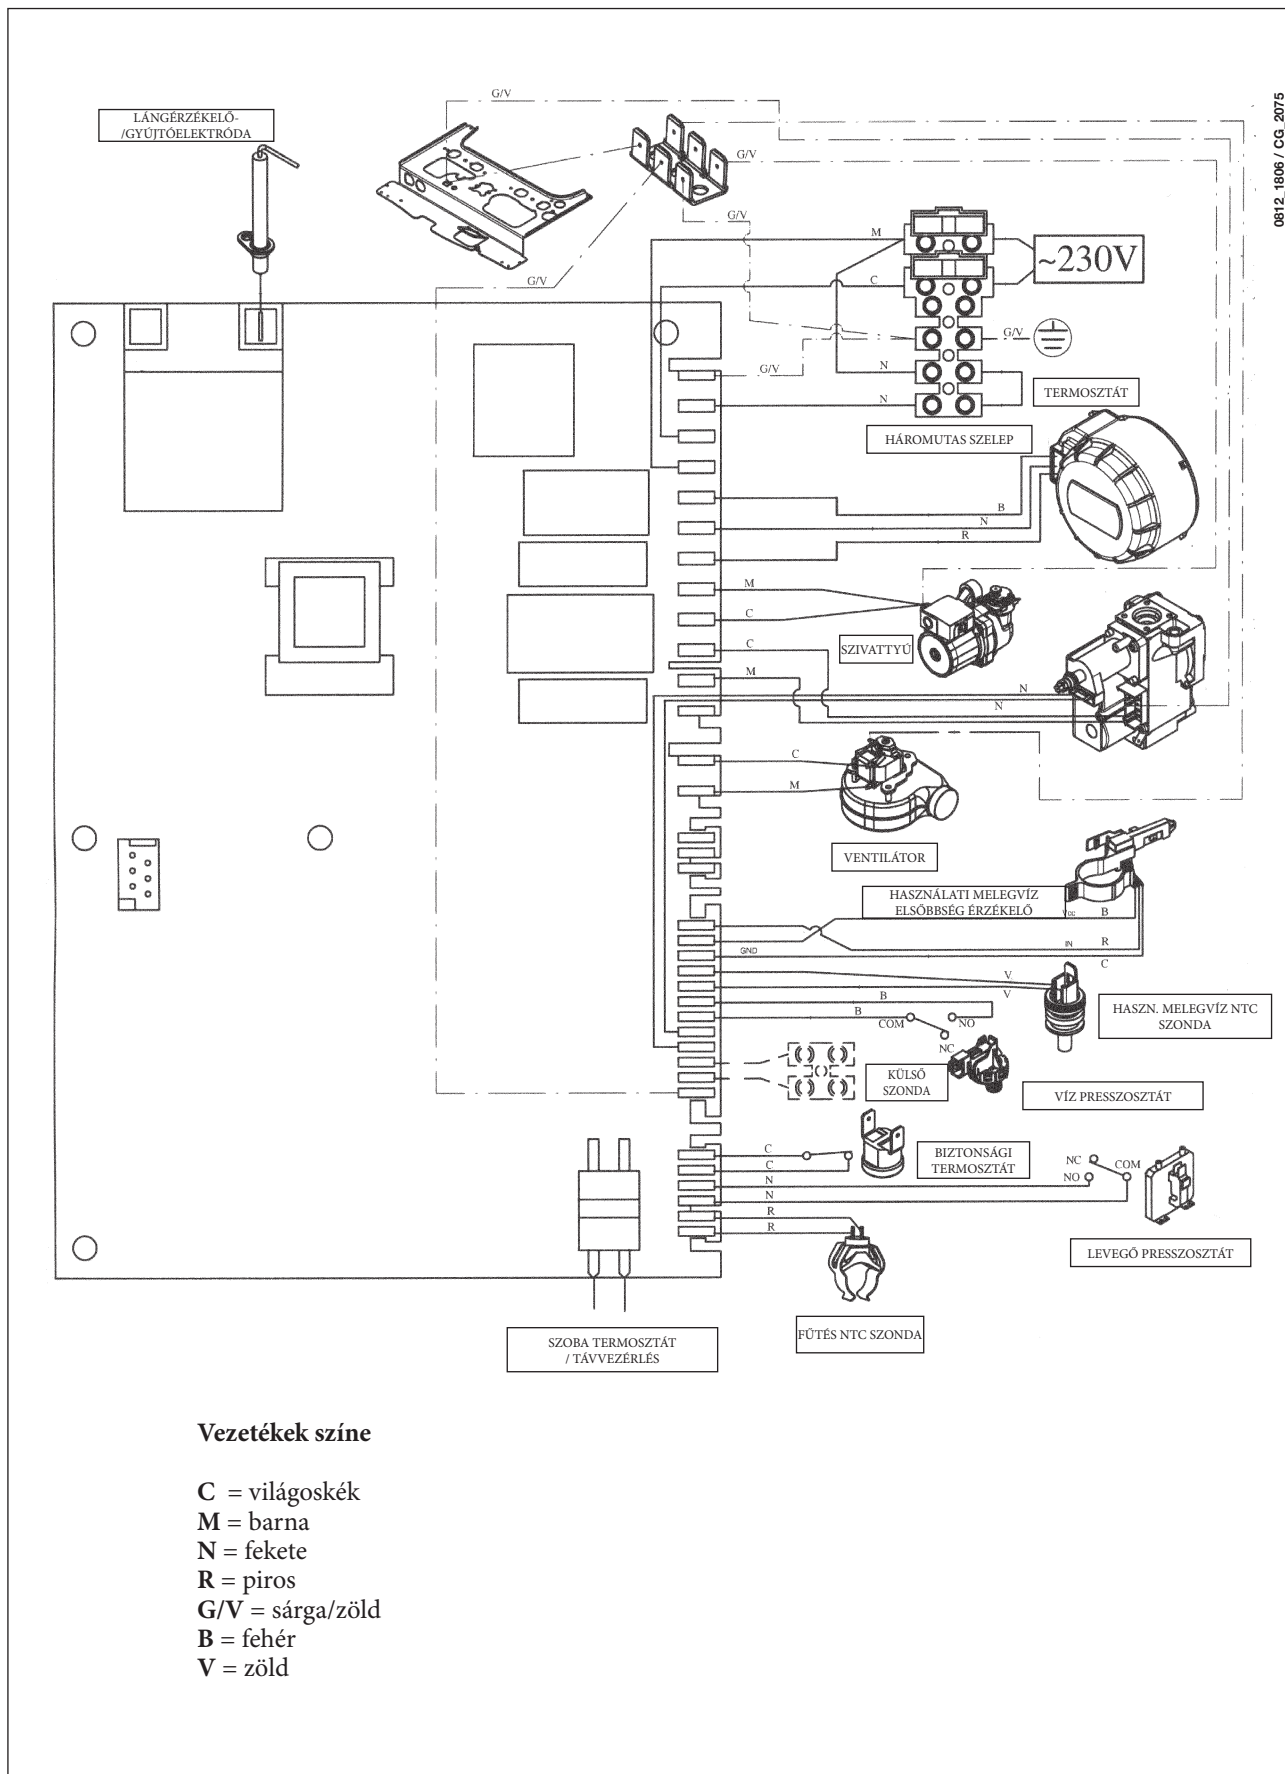 0812_1806 / CG_2075
G/V
LÁNGÉRZÉKELŐ-
/GYÚJTÓELEKTRÓDA
G/V
G/V
M
~230V
G/V
C
G/V
G/V
N
TERMOSZTÁT
N
HÁROMUTAS SZELEP
B
N
R
M
C
SZIVATTYÚ
C
M
N
N
C
M
VENTILÁTOR
HASZNÁLATI MELEGVÍZ
ELSŐBBSÉG ÉRZÉKELŐ
Vcc B
IN R
GND
C
V
V
B
B
COM
NO
NC
HASZN. MELEGVÍZ NTC
SZONDA
KÜLSŐ
SZONDA
VÍZ PRESSZOSZTÁT
C
C
BIZTONSÁGI
TERMOSZTÁT
NC
COM
NO
N
N
R
R
LEVEGŐ PRESSZOSZTÁT
FŰTÉS NTC SZONDA
SZOBA TERMOSZTÁT
/ TÁVVEZÉRLÉS
Vezetékek színe
C = világoskék
M = barna
N = fekete
R = piros
G/V = sárga/zöld
B = fehér
V = zöld